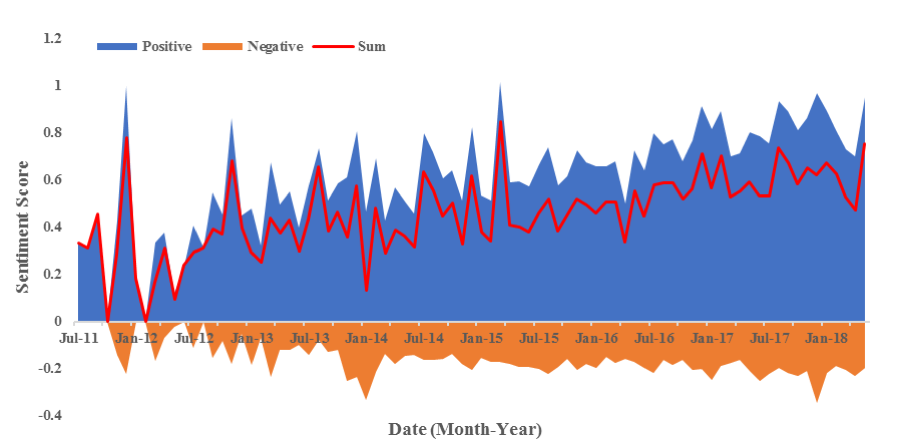 1.2
Positive Negative Sum
1
0.8
0.6
0.4
0.2
0
Jul-11 Jan-12 Jul-12 Jan-13 Jul-13 Jan-14 Jul-14 Jan-15 Jul-15 Jan-16 Jul-16 Jan-17 Jul-17 Jan-18
-0.2
-0.4
Sentiment Score
Date (Month-Year)